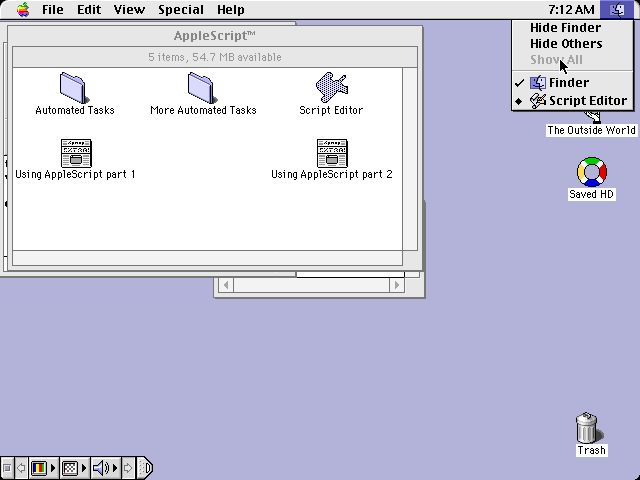 File Edit View Special Help 7:12 AM
Hide Finder
Hide Others
Show All
Finder
Script Editor
AppleScript™
5 items, 54.7 MB available
Automated Tasks
More Automated Tasks
Script Editor
Using AppleScript part 1
Using AppleScript part 2
The Outside World
Saved HD
Trash